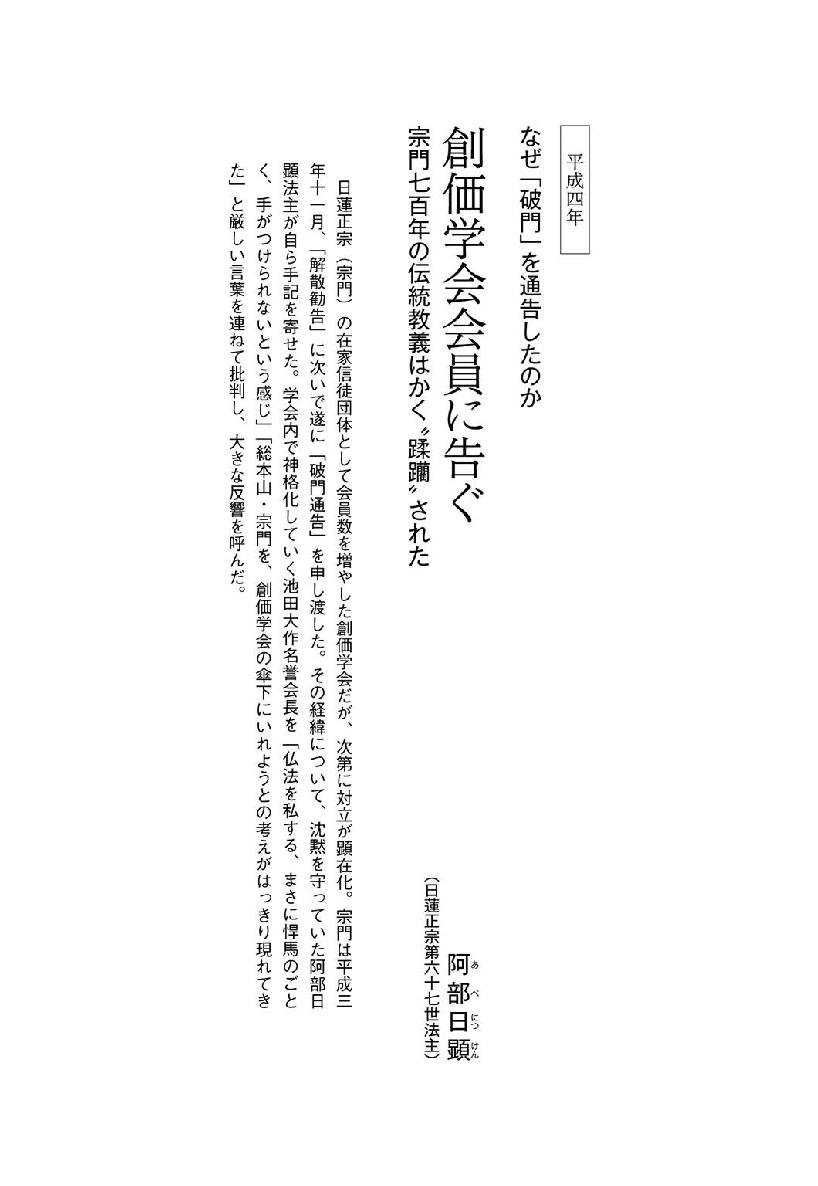 平成四年
なぜ「破門」を通告したのか
創価学会会員に告ぐ
宗門七百年の伝統教義はかく〝蹂躙〟された
阿部日顕
あべにつけん
（日蓮正宗第六十七世法主）
日蓮正宗（宗門）の在家信徒団体として会員数を増やした創価学会だが、次第に対立が顕在化。宗門は平成三
年十一月、「解散勧告」に次いで遂に「破門通告」を申し渡した。その経緯について、沈黙を守っていた阿部日
顕法主が自ら手記を寄せた。学会内で神格化していく池田大作名誉会長を「仏法を私する、まさに悍馬のごと
く、手がつけられないという感じ」「総本山・宗門を、創価学会の傘下にいれようとの考えがはっきり現れてき
た」と厳しい言葉を連ねて批判し、大きな反響を呼んだ。